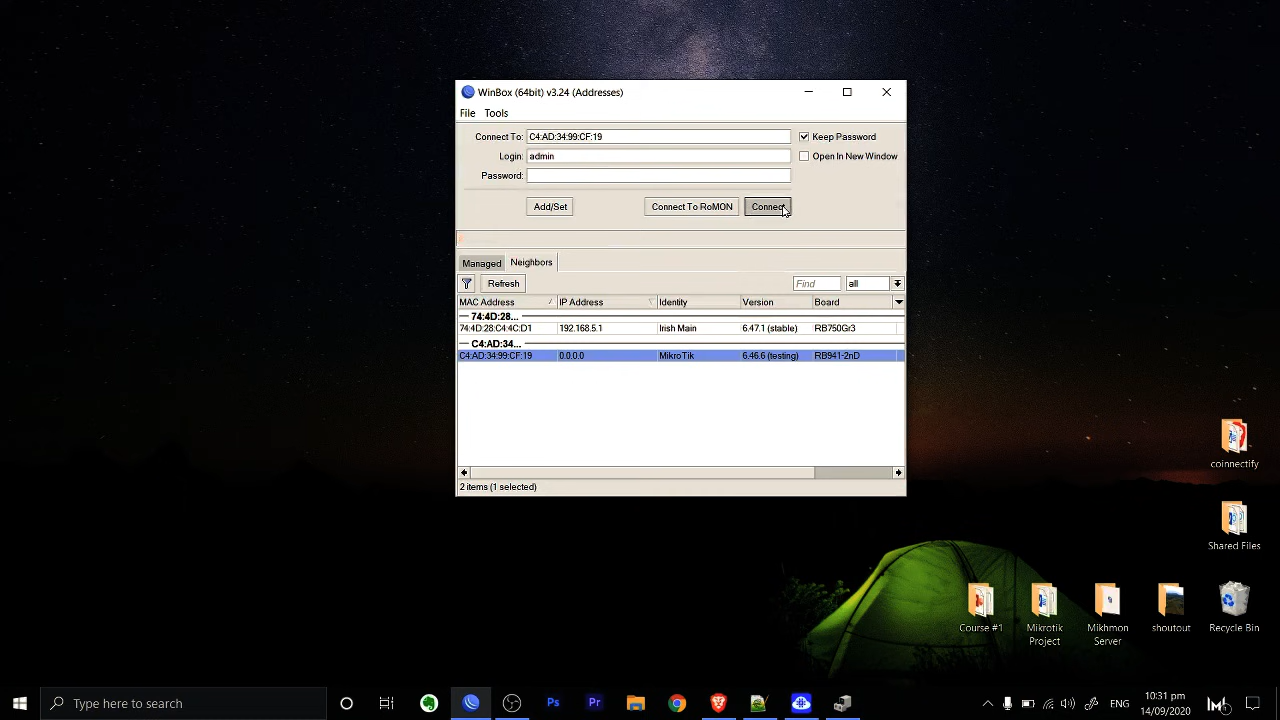 WinBox (64bit) v3.24 (Addresses)
File Tools
Connect To: C4:AD:34:99:CF:19 Keep Password
Login: admin Open In New Window
Password:
Add/Set Connect To RoMON Connect
Managed Neighbors
Refresh Find all
MAC Address IP Address Identity Version Board
74:4D:28...
74:4D:28:C4:4C:D1 192.168.5.1 Irish Main 6.47.1 (stable) RB750Gr3
C4:AD:34...
C4:AD:34:99:CF:19 0.0.0.0 MikroTik 6.46.6 (testing) RB941-2nD
2 items (1 selected)
coinnectify
Shared Files
Course #1 Mikrotik Project Mikhmon Server shoutout Recycle Bin
Type here to search Ps Pr ENG 10:31 pm
14/09/2020